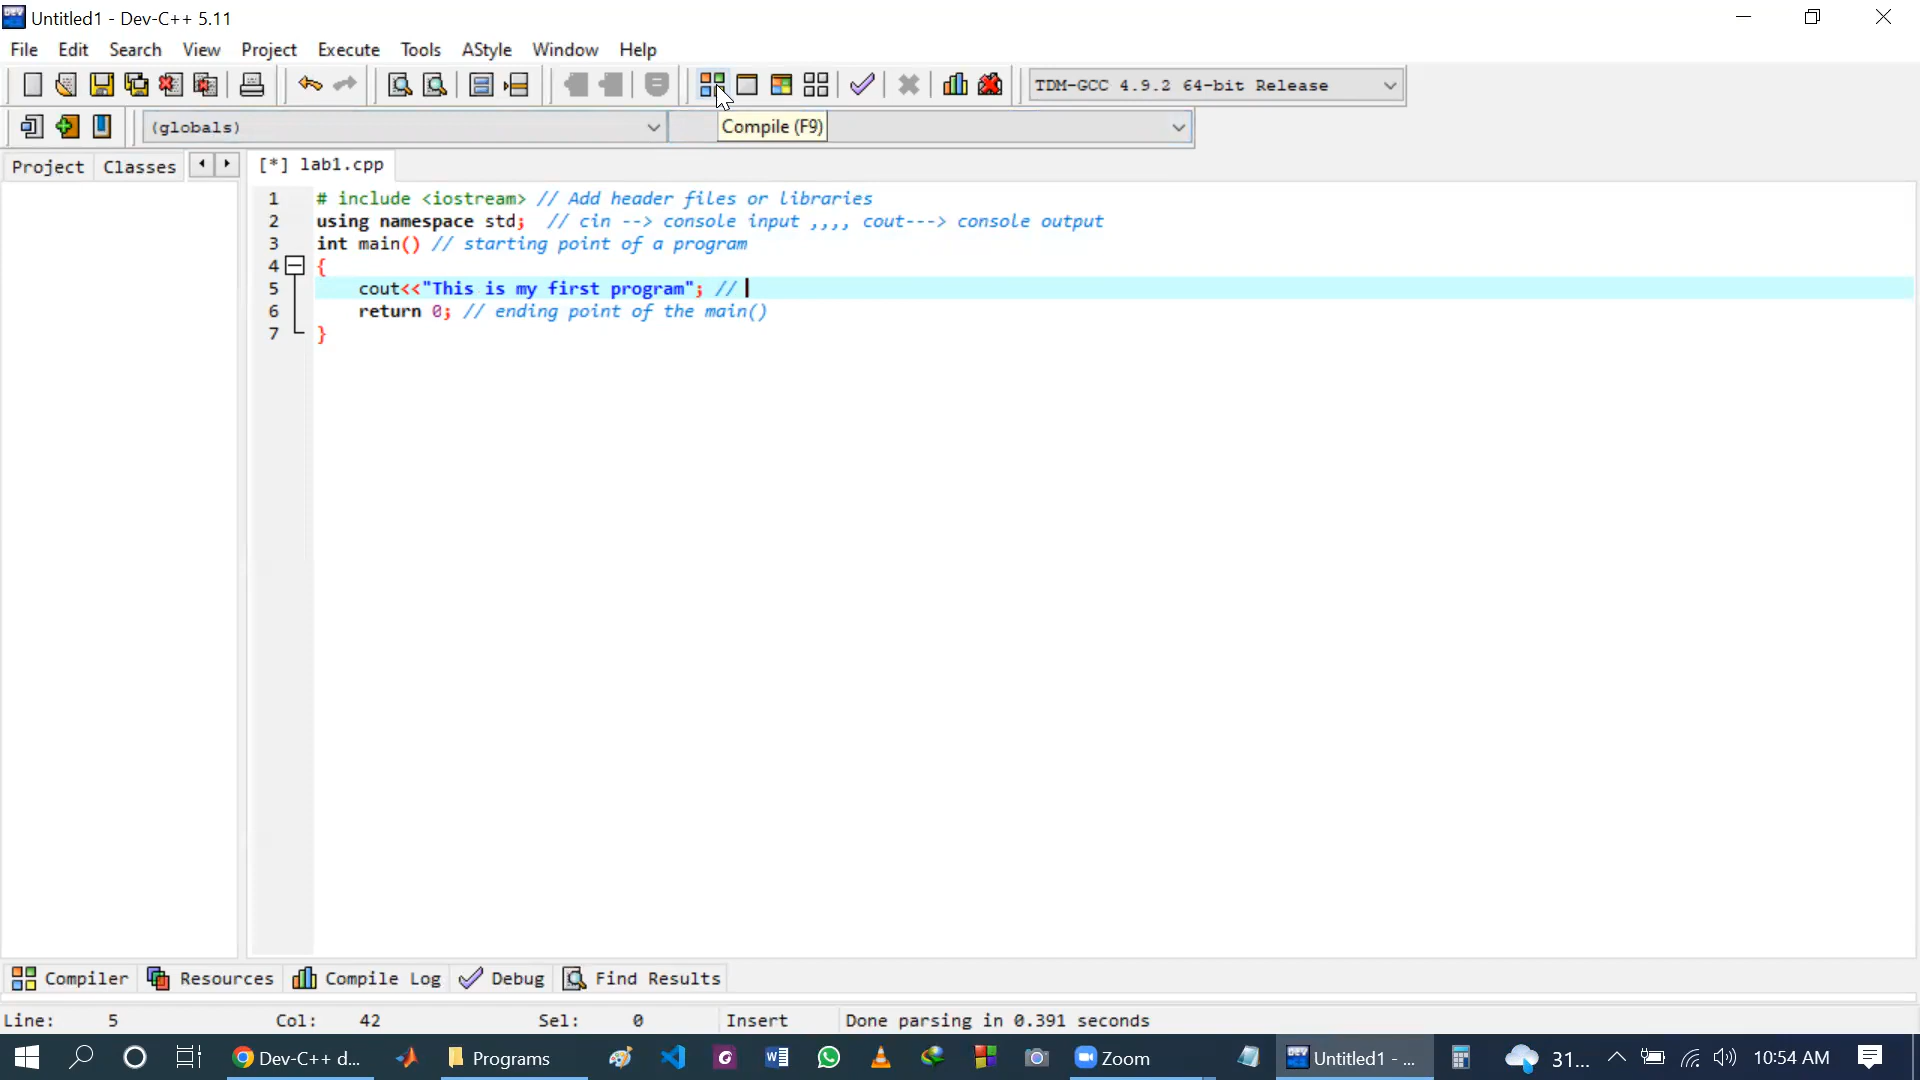 Untitled1 - Dev-C++ 5.11
File Edit Search View Project Execute Tools AStyle Window Help
TDM-GCC 4.9.2 64-bit Release
(globals)
Compile (F9)
Project Classes [*] lab1.cpp
1 # include <iostream> // Add header files or libraries
2 using namespace std; // cin --> console input ,,,, cout---> console output
3 int main() // starting point of a program
4 {
5 cout<<"This is my first program"; //
6 return 0; // ending point of the main()
7 }
Compiler Resources Compile Log Debug Find Results
Line: 5 Col: 42 Sel: 0 Insert Done parsing in 0.391 seconds
Dev-C++ d... Programs Zoom Untitled1 - ... 31... 10:54 AM